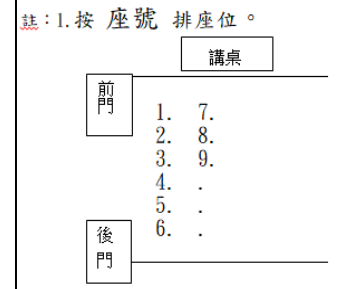 註：1.按 座號 排座位。
講桌
前門
1. 7.
2. 8.
3. 9.
4. .
5. .
6. .
後門